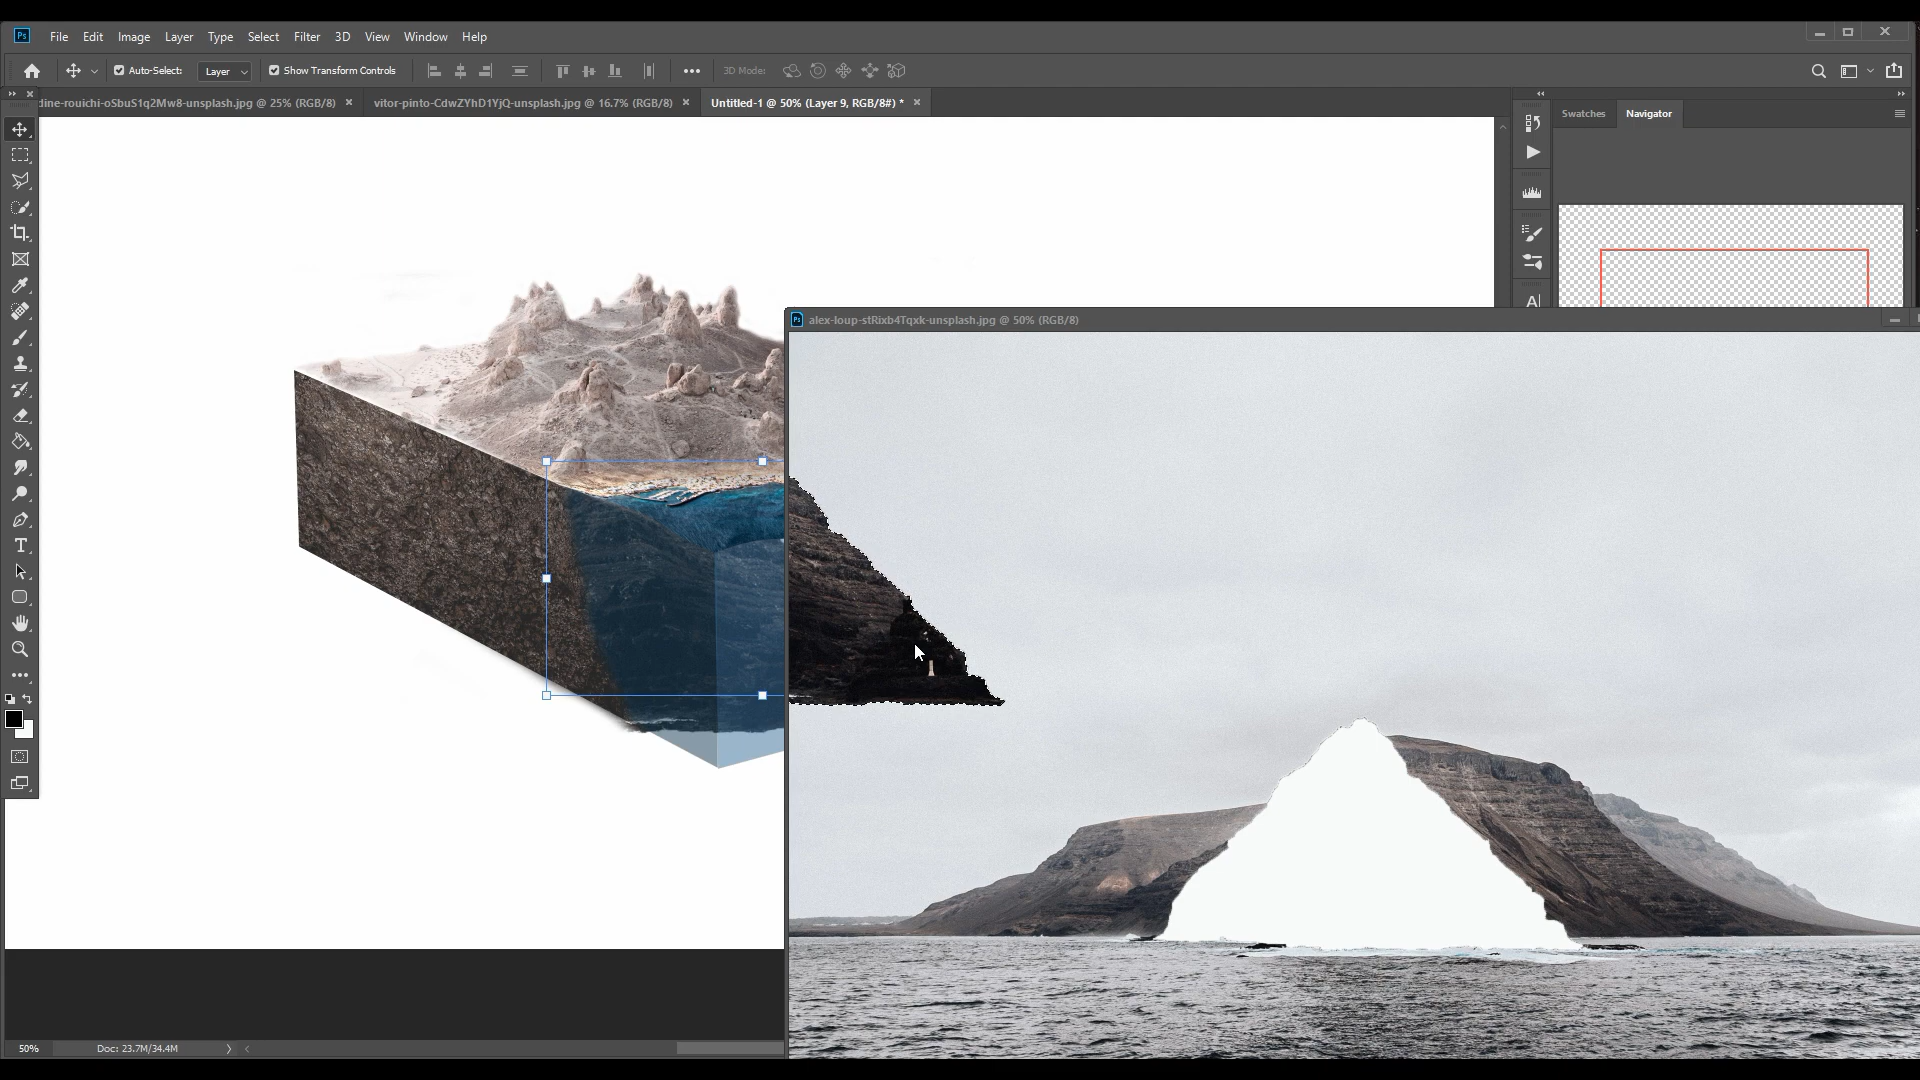 Ps File Edit Image Layer Type Select Filter 3D View Window Help
Auto-Select: Layer Show Transform Controls 3D Mode:
dine-rouichi-oSbuS1q2Mw8-unsplash.jpg @ 25% (RGB/8) vitor-pinto-CdwZYhD1YjQ-unsplash.jpg @ 16.7% (RGB/8) Untitled-1 @ 50% (Layer 9, RGB/8#) *
Swatches Navigator
Ps alex-loup-stRixb4Tqxk-unsplash.jpg @ 50% (RGB/8)
50% Doc: 23.7M/34.4M